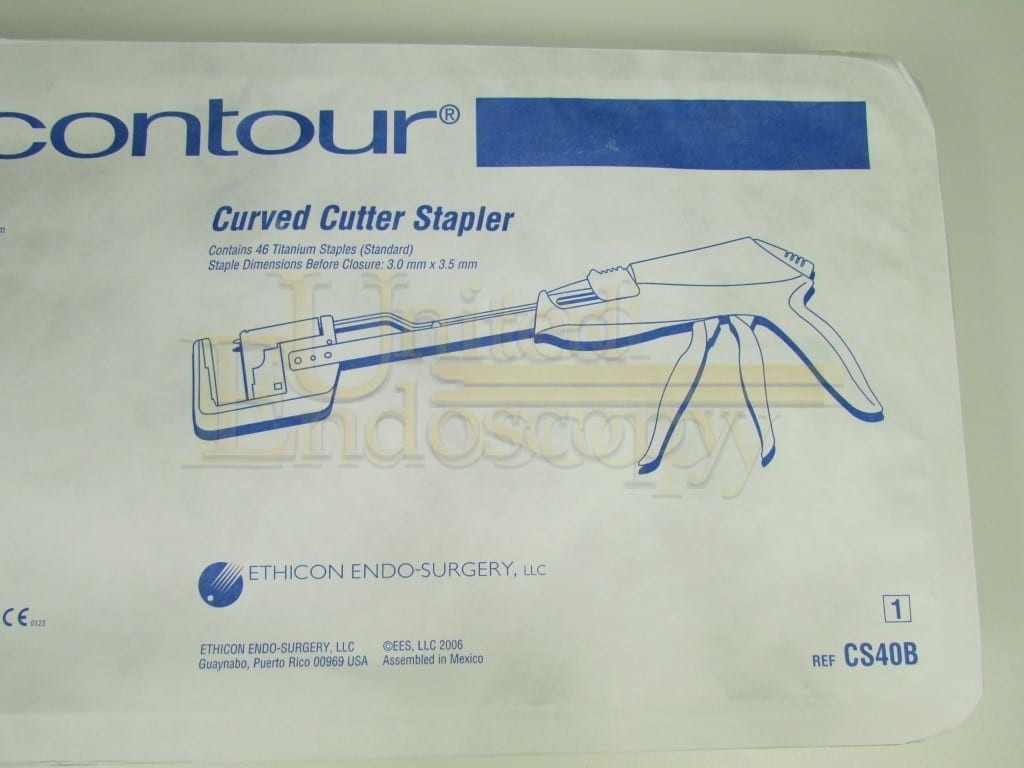 contour®
Curved Cutter Stapler
Contains 46 Titanium Staples (Standard)
Staple Dimensions Before Closure: 3.0 mm x 3.5 mm
United
Endoscopy
ETHICON ENDO-SURGERY, LLC
CE 0123
1
ETHICON ENDO-SURGERY, LLC ©EES, LLC 2006
Guaynabo, Puerto Rico 00969 USA Assembled in Mexico
REF CS40B